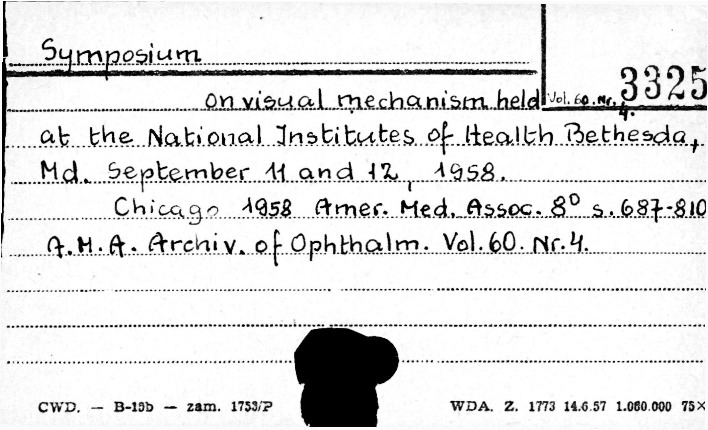 Symposium
3325
on visual mechanism held Vol. 60. Nr. 4.
at the National Institutes of Health Bethesda,
Md. September 11 and 12, 1958.
Chicago 1958 Amer. Med. Assoc. 8° s. 687-810
A.M.A. Archiv. of Ophthalm. Vol. 60. Nr. 4.
CWD. — B-15b — zam. 1753/P WDA. Z. 1773 14.6.57 1.060.000 75×